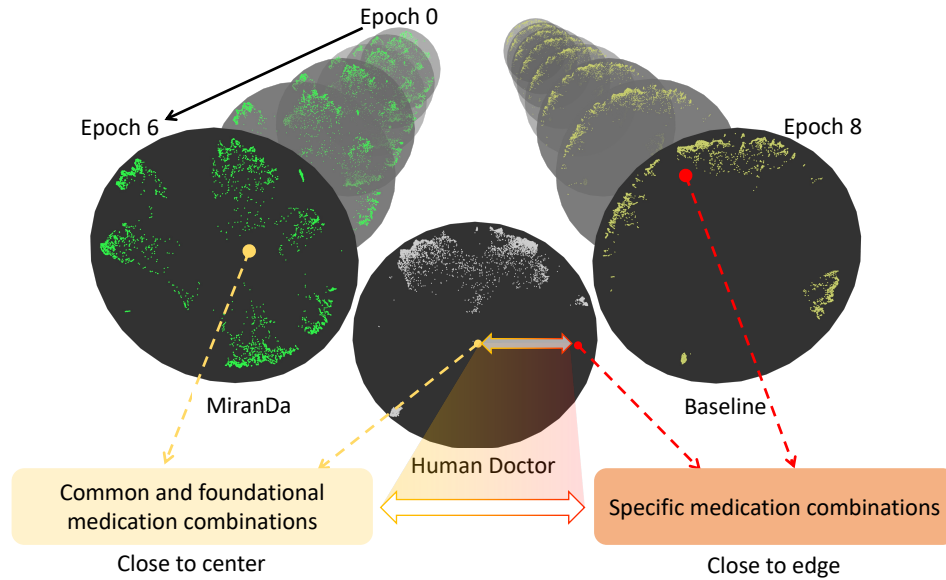 Epoch 0
Epoch 6
Epoch 8
MiranDa
Baseline
Human Doctor
Common and foundational
medication combinations
Specific medication combinations
Close to center
Close to edge